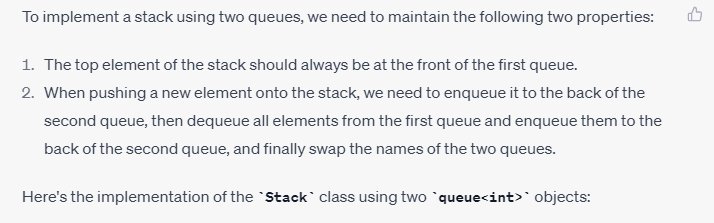 To implement a stack using two queues, we need to maintain the following two properties:
1. The top element of the stack should always be at the front of the first queue.
2. When pushing a new element onto the stack, we need to enqueue it to the back of the
second queue, then dequeue all elements from the first queue and enqueue them to the
back of the second queue, and finally swap the names of the two queues.
Here's the implementation of the `Stack` class using two `queue<int>` objects: